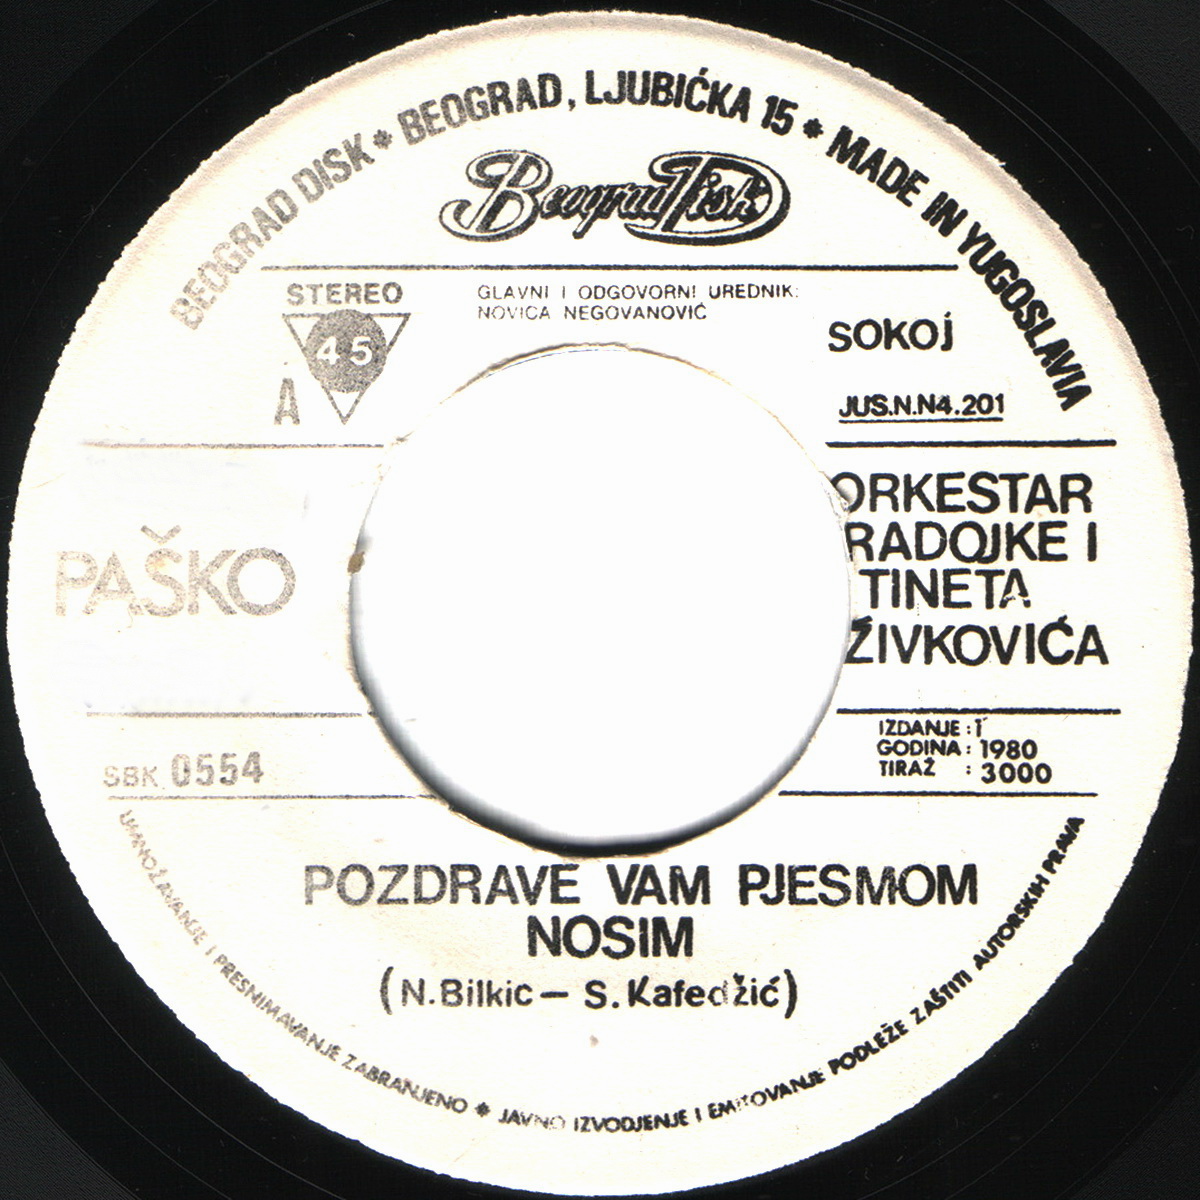 BEOGRAD DISK * BEOGRAD, LJUBIĆKA 15 * MADE IN YUGOSLAVIA
Beograd Disk
STEREO
45
A
GLAVNI I ODGOVORNI UREDNIK:
NOVICA NEGOVANOVIĆ
SOKOJ
JUS.N.N4.201
PAŠKO
ORKESTAR
RADOJKE I
TINETA
ŽIVKOVIĆA
SBK 0554
IZDANJE : I
GODINA : 1980
TIRAŽ : 3000
POZDRAVE VAM PJESMOM
NOSIM
(N. Bilkic – S. Kafedžić)
UMNOŽAVANJE I PRESNIMAVANJE ZABRANJENO * JAVNO IZVODJENJE I EMITOVANJE PODLEŽE ZAŠTITI AUTORSKIH PRAVA